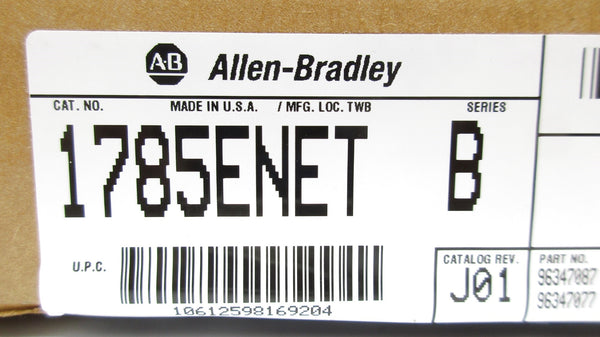 A·B Allen-Bradley
CAT. NO. MADE IN U.S.A. / MFG. LOC. TWB SERIES
1785ENET B
U.P.C. 10612598169204
CATALOG REV. PART NO.
J01 96347087
96347077